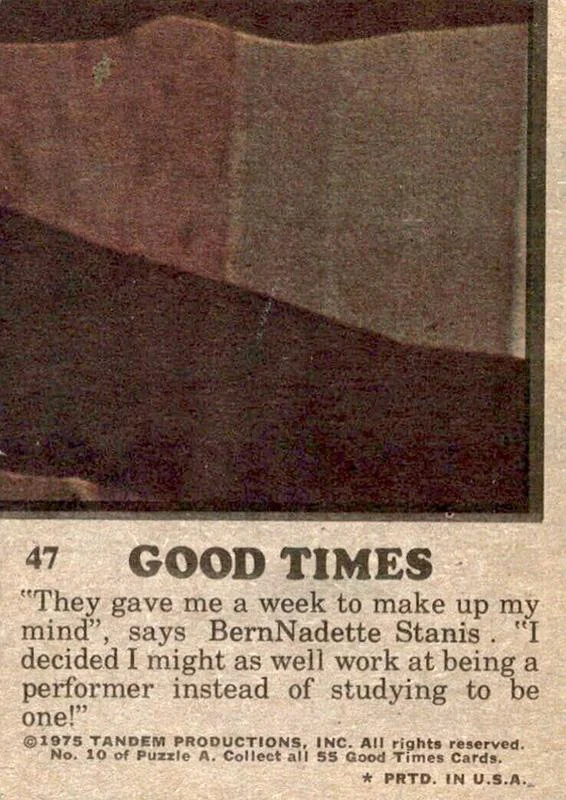 47 GOOD TIMES
"They gave me a week to make up my
mind", says BernNadette Stanis. "I
decided I might as well work at being a
performer instead of studying to be
one!"
©1975 TANDEM PRODUCTIONS, INC. All rights reserved.
No. 10 of Puzzle A. Collect all 55 Good Times Cards.
* PRTD. IN U.S.A.